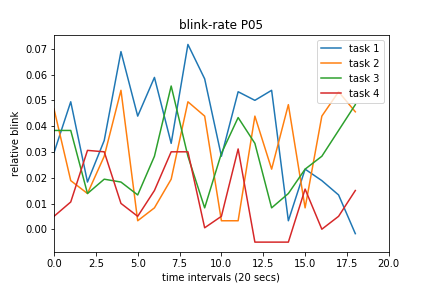 blink-rate P05
task 1
task 2
task 3
task 4
relative blink
0.07
0.06
0.05
0.04
0.03
0.02
0.01
0.00
0.0 2.5 5.0 7.5 10.0 12.5 15.0 17.5 20.0
time intervals (20 secs)